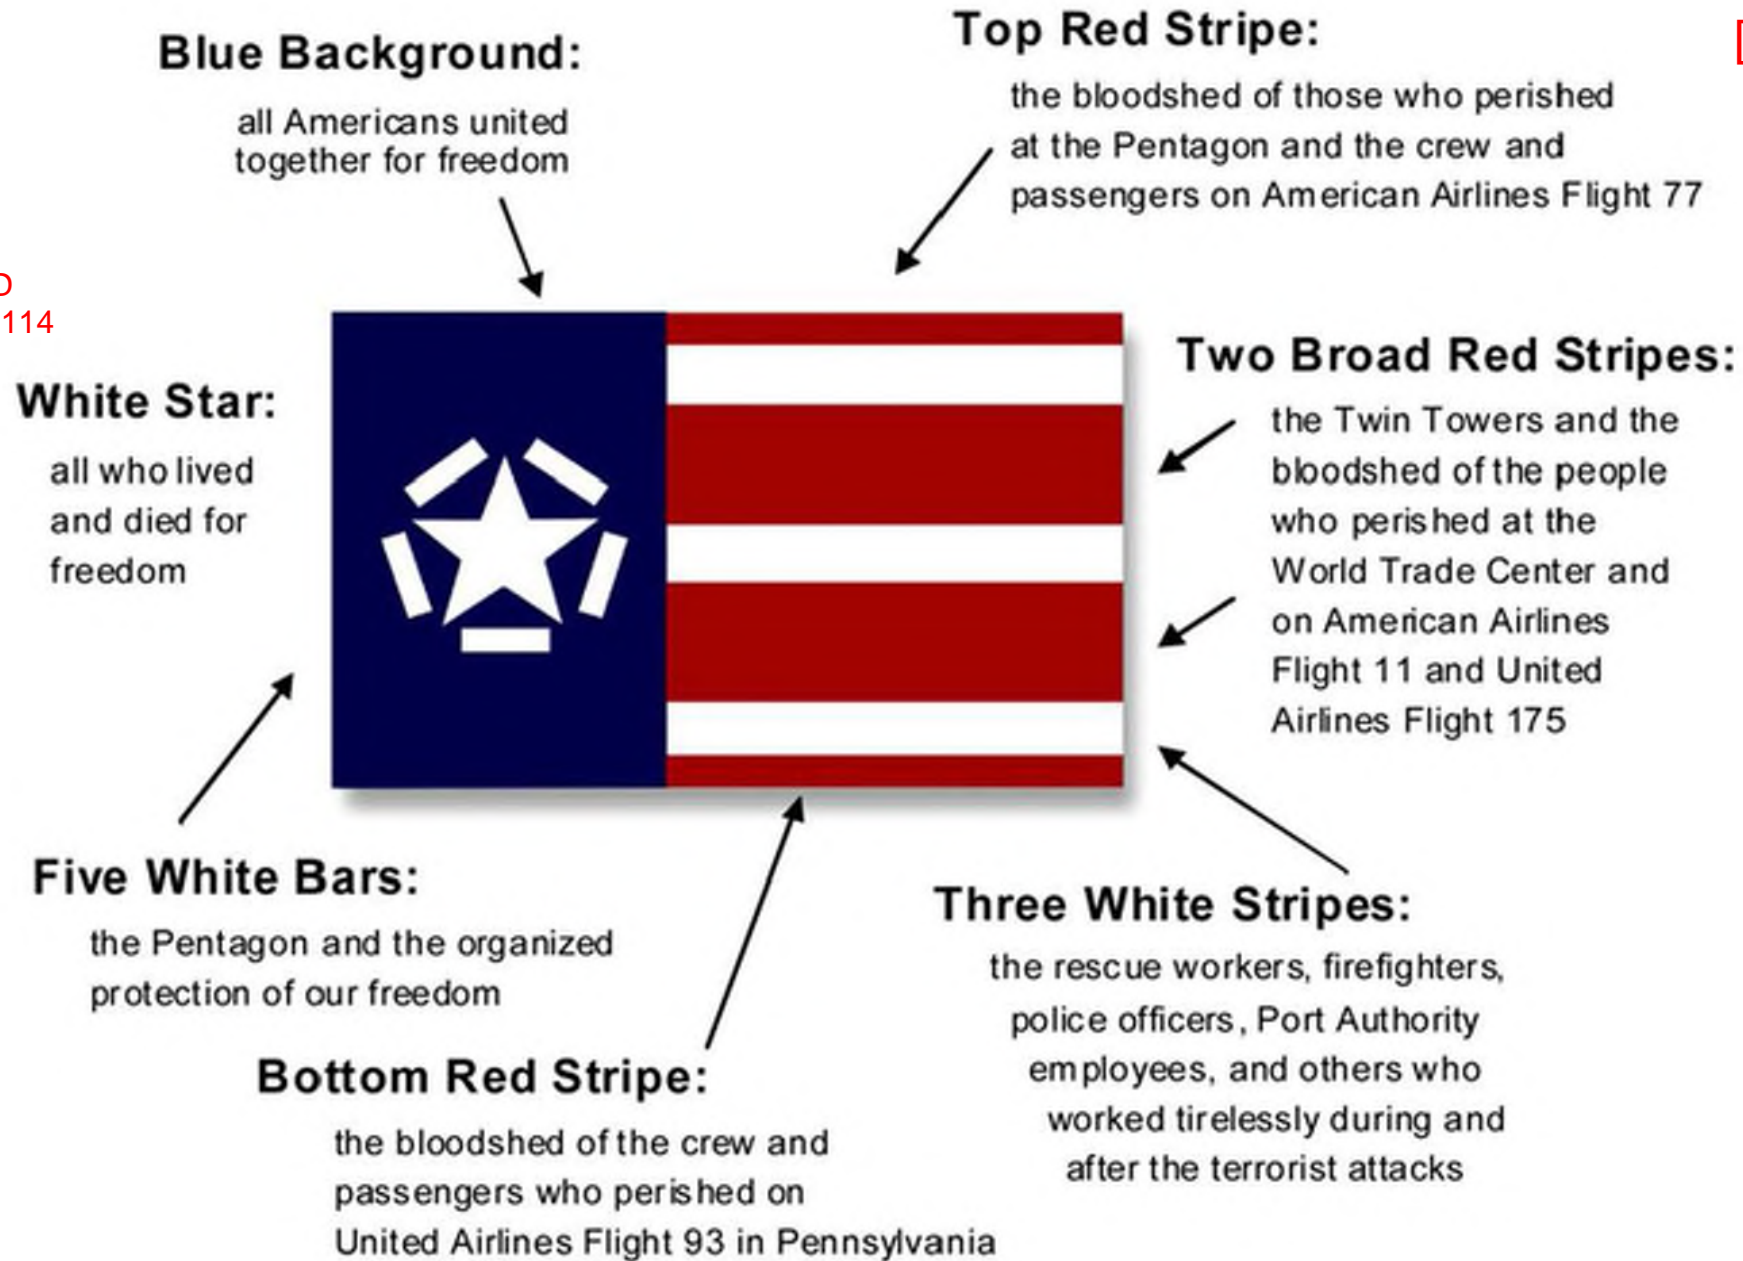 Blue Background:
all Americans united
together for freedom
Top Red Stripe:
the bloodshed of those who perished
at the Pentagon and the crew and
passengers on American Airlines Flight 77
[
D
114
White Star:
all who lived
and died for
freedom
Two Broad Red Stripes:
the Twin Towers and the
bloodshed of the people
who perished at the
World Trade Center and
on American Airlines
Flight 11 and United
Airlines Flight 175
Five White Bars:
the Pentagon and the organized
protection of our freedom
Three White Stripes:
the rescue workers, firefighters,
police officers, Port Authority
employees, and others who
worked tirelessly during and
after the terrorist attacks
Bottom Red Stripe:
the bloodshed of the crew and
passengers who perished on
United Airlines Flight 93 in Pennsylvania